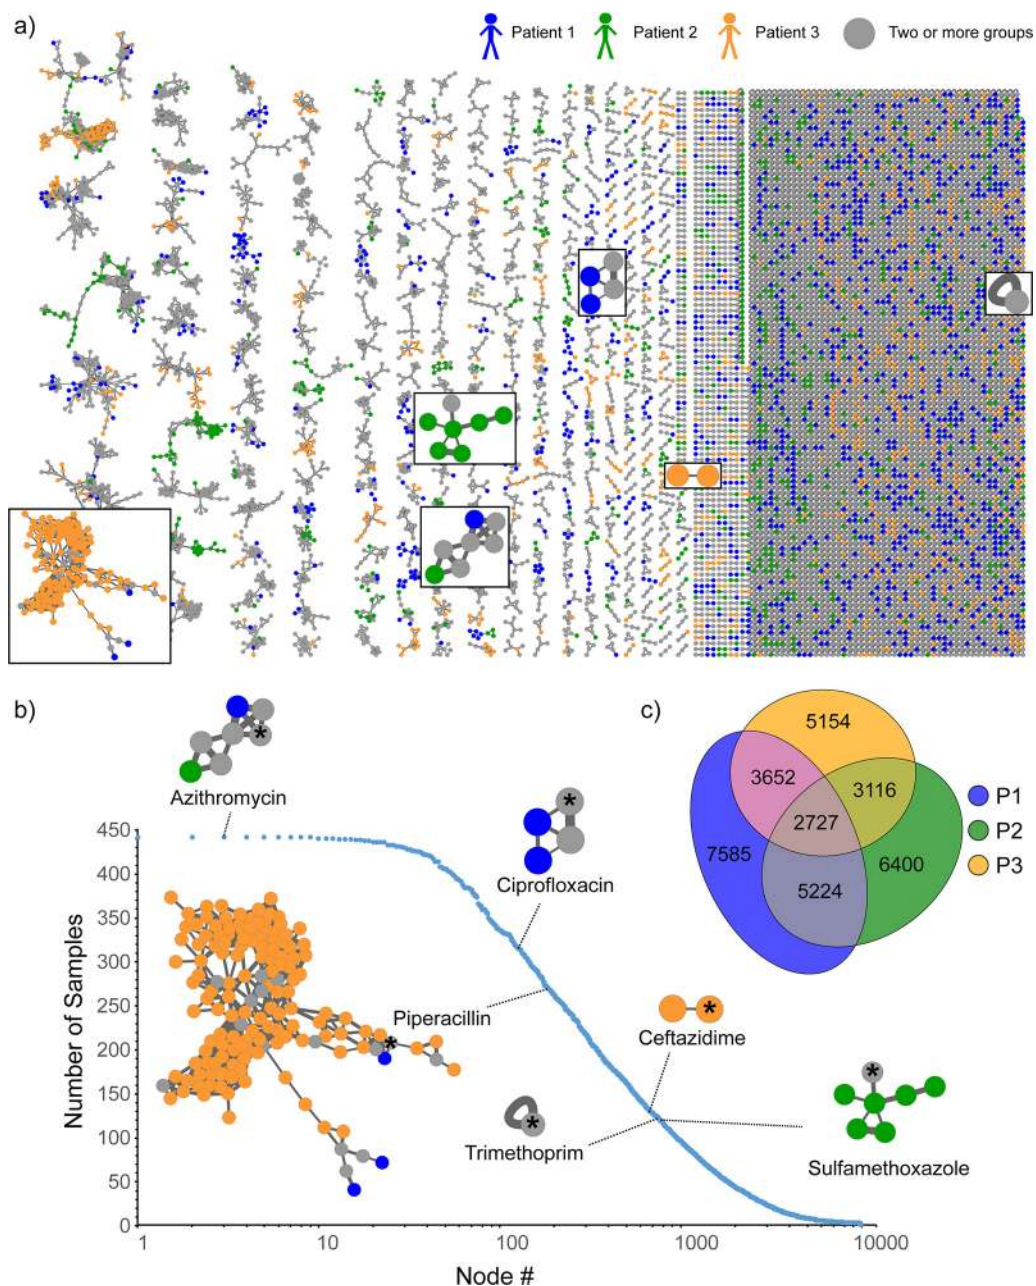 a)
Patient 1
Patient 2
Patient 3
Two or more groups
b)
Azithromycin
*
Number of Samples
450
400
350
300
250
200
150
100
50
0
1
10
100
1000
10000
Node #
*
Ciprofloxacin
Piperacillin
*
*
Ceftazidime
*
Trimethoprim
*
Sulfamethoxazole
c)
5154
3652
3116
2727
7585
6400
5224
P1
P2
P3